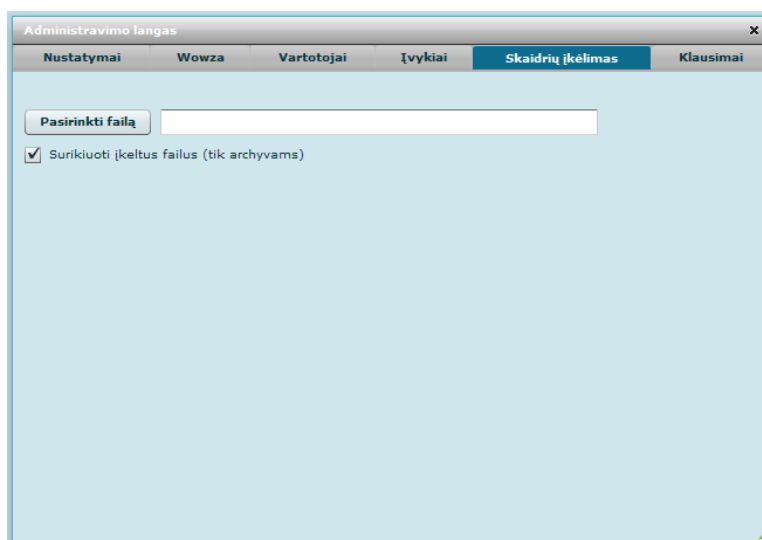 Administravimo langas
Nustatymai Wowza Vartotojai Įvykiai Skaidrių įkėlimas Klausimai
Pasirinkti failą
Surikiuoti įkeltus failus (tik archyvams)